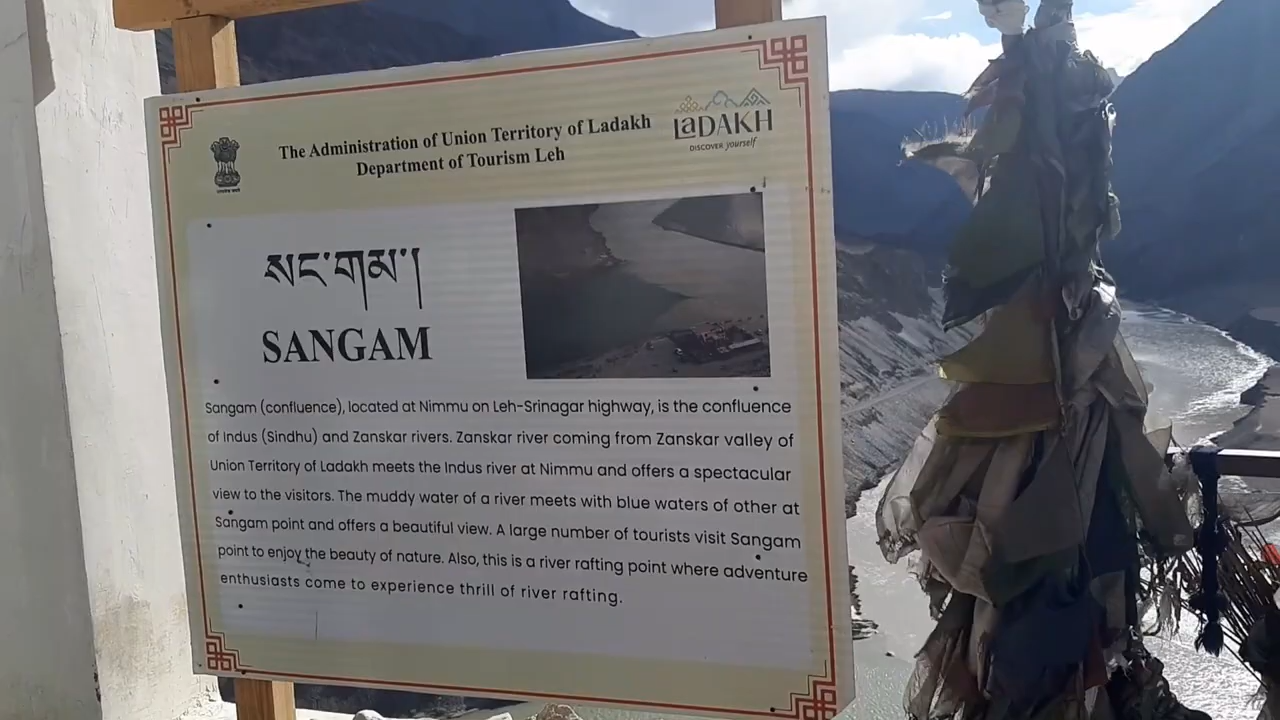 The Administration of Union Territory of Ladakh
Department of Tourism Leh
LaDAKH
DISCOVER yourself
སང་གམ་།
SANGAM
Sangam (confluence), located at Nimmu on Leh-Srinagar highway, is the confluence
of Indus (Sindhu) and Zanskar rivers. Zanskar river coming from Zanskar valley of
Union Territory of Ladakh meets the Indus river at Nimmu and offers a spectacular
view to the visitors. The muddy water of a river meets with blue waters of other at
Sangam point and offers a beautiful view. A large number of tourists visit Sangam
point to enjoy the beauty of nature. Also, this is a river rafting point where adventure
enthusiasts come to experience thrill of river rafting.